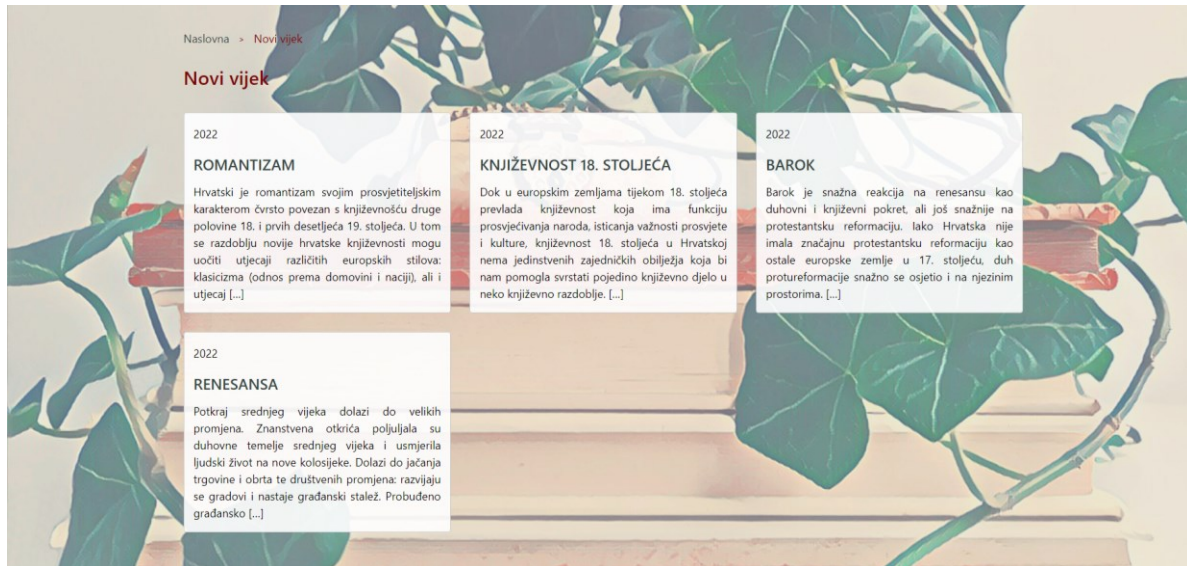 Naslovna » Novi vijek
Novi vijek
2022
ROMANTIZAM
Hrvatski je romantizam svojim prosvjetiteljskim
karakterom čvrsto povezan s književnošću druge
polovine 18. i prvih desetljeća 19. stoljeća. U tom
se razdoblju novije hrvatske književnosti mogu
uočiti utjecaji različitih europskih stilova:
klasicizma (odnos prema domovini i naciji), ali i
utjecaj [...]
2022
KNJIŽEVNOST 18. STOLJEĆA
Dok u europskim zemljama tijekom 18. stoljeća
prevlada književnost koja ima funkciju
prosvjećivanja naroda, isticanja važnosti prosvjete
i kulture, književnost 18. stoljeća u Hrvatskoj
nema jedinstvenih zajedničkih obilježja koja bi
nam pomogla svrstati pojedino književno djelo u
neko književno razdoblje. [...]
2022
BAROK
Barok je snažna reakcija na renesansu kao
duhovni i književni pokret, ali još snažnije na
protestantsku reformaciju. Iako Hrvatska nije
imala značajnu protestantsku reformaciju kao
ostale europske zemlje u 17. stoljeću, duh
protureformacije snažno se osjetio i na njezinim
prostorima. [...]
2022
RENESANSA
Potkraj srednjeg vijeka dolazi do velikih
promjena. Znanstvena otkrića poljuljala su
duhovne temelje srednjeg vijeka i usmjerila
ljudski život na nove kolosijeke. Dolazi do jačanja
trgovine i obrta te društvenih promjena: razvijaju
se gradovi i nastaje građanski stalež. Probuđeno
građansko [...]